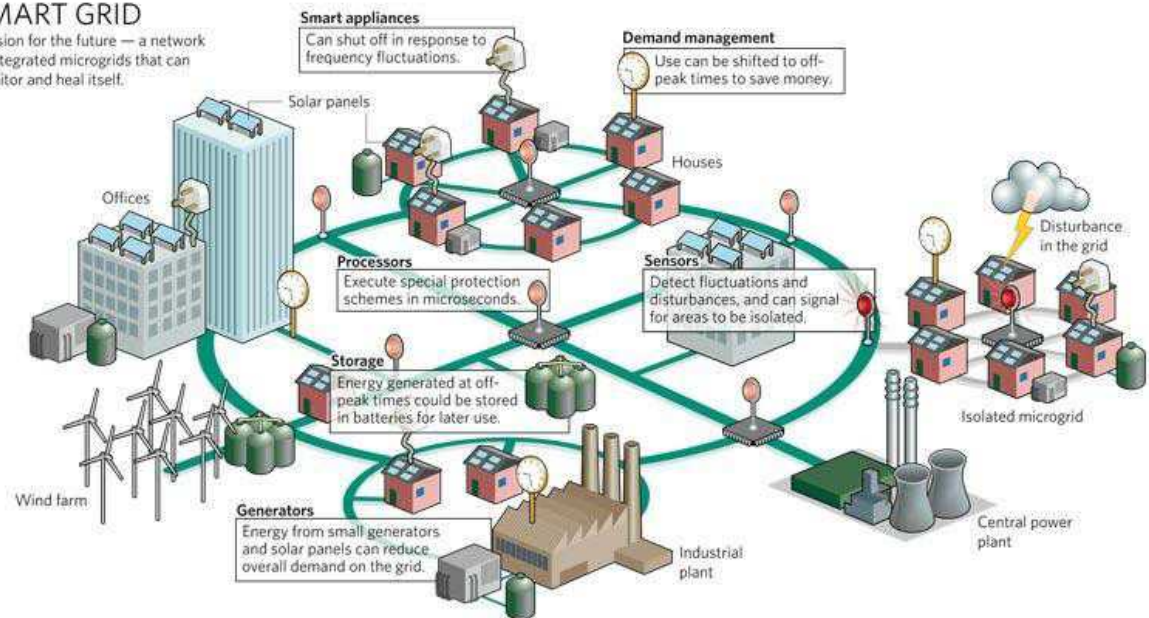 MART GRID
sion for the future — a network
tegrated microgrids that can
itor and heal itself.
Smart appliances
Can shut off in response to
frequency fluctuations.
Demand management
Use can be shifted to off-
peak times to save money.
Solar panels
Houses
Offices
Disturbance
in the grid
Processors
Execute special protection
schemes in microseconds.
Sensors
Detect fluctuations and
disturbances, and can signal
for areas to be isolated.
Storage
Energy generated at off-
peak times could be stored
in batteries for later use.
Isolated microgrid
Wind farm
Generators
Energy from small generators
and solar panels can reduce
overall demand on the grid.
Industrial
plant
Central power
plant